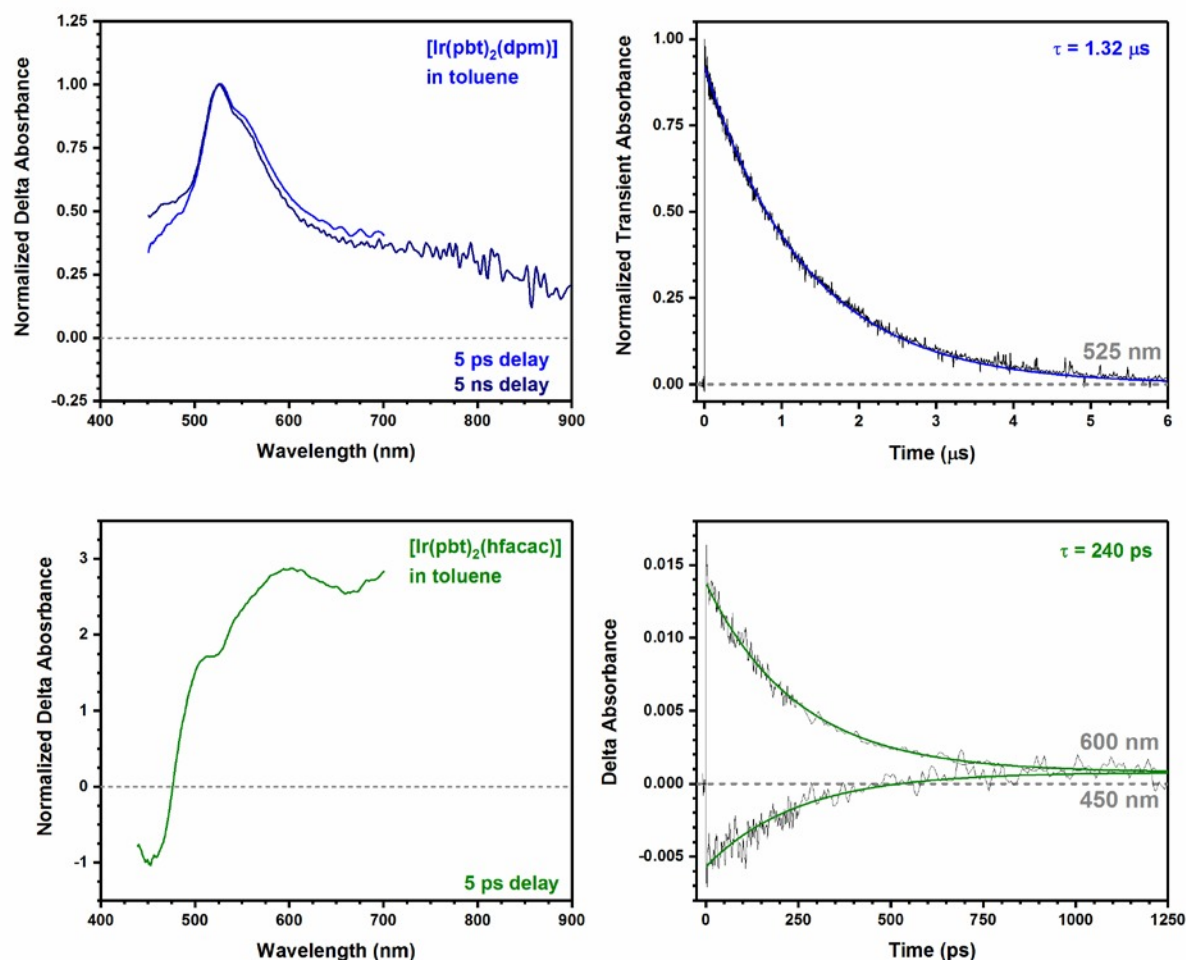 Normalized Delta Abosrbance
1.25
1.00
0.75
0.50
0.25
0.00
-0.25
[Ir(pbt)₂(dpm)]
in toluene
5 ps delay
5 ns delay
400 500 600 700 800 900
Wavelength (nm)
Normalized Transient Absorbance
1.00
0.75
0.50
0.25
0.00
τ = 1.32 μs
525 nm
0 1 2 3 4 5 6
Time (μs)
Normalized Delta Abosrbance
3
2
1
0
-1
[Ir(pbt)₂(hfacac)]
in toluene
5 ps delay
400 500 600 700 800 900
Wavelength (nm)
Delta Absorbance
0.015
0.010
0.005
0.000
-0.005
τ = 240 ps
600 nm
450 nm
0 250 500 750 1000 1250
Time (ps)